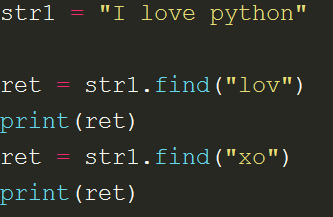 str1 = "I love python"
ret = str1.find("lov")
print(ret)
ret = str1.find("xo")
print(ret)